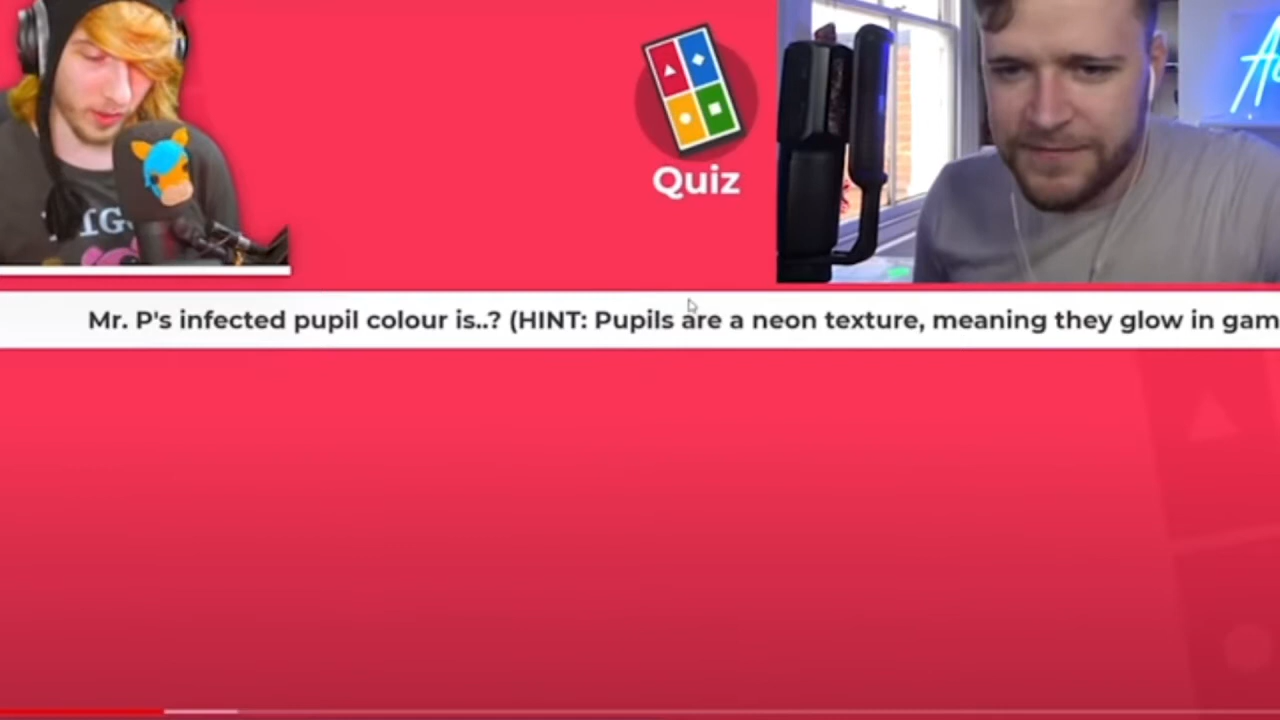 Quiz
Mr. P's infected pupil colour is..? (HINT: Pupils are a neon texture, meaning they glow in gam